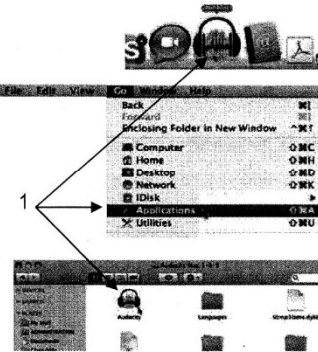 File Edit View Go Window Help
Back ⌘[
Forward ⌘]
Enclosing Folder in New Window ^⌘↑
Computer ⇧⌘C
Home ⇧⌘H
Desktop ⇧⌘D
Network ⇧⌘K
iDisk
1
Applications ⇧⌘A
Utilities ⇧⌘U
Audacity
Languages